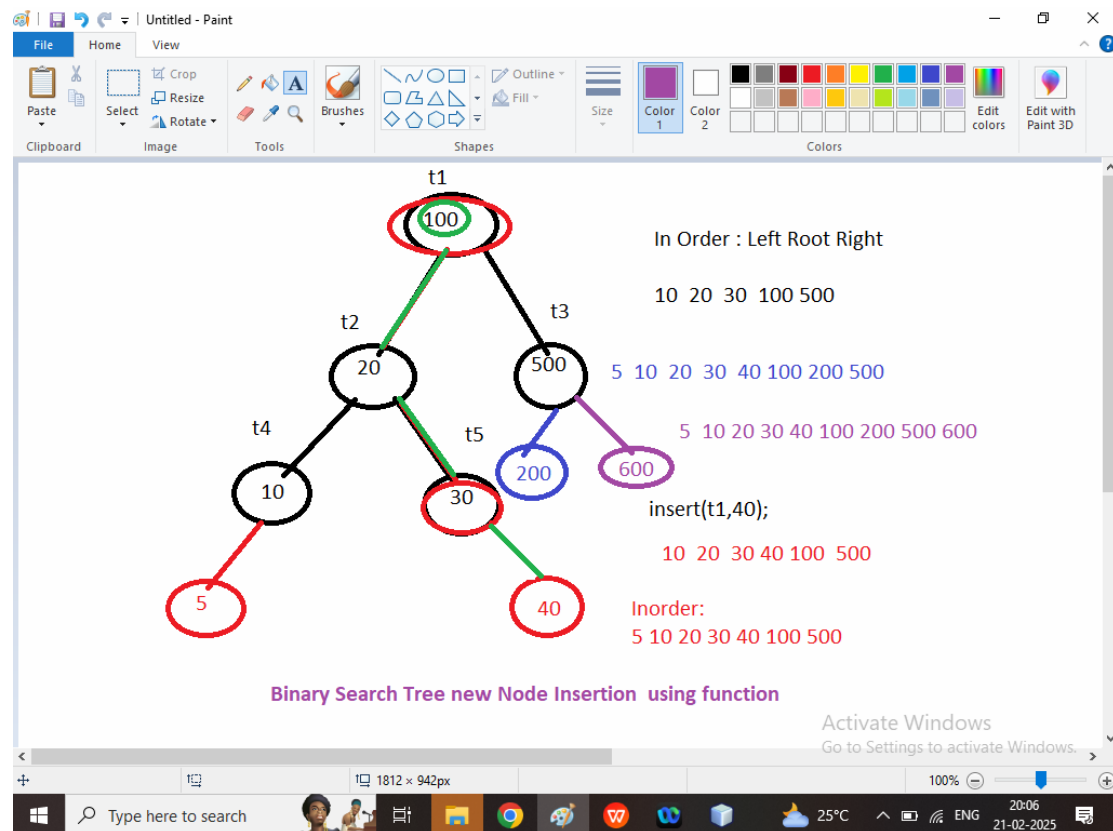 Untitled - Paint
File Home View
Paste
Select
Crop
Resize
Rotate
Brushes
Outline
Fill
Size
Color 1
Color 2
Edit colors
Edit with Paint 3D
Clipboard
Image
Tools
Shapes
Colors
t1
100
In Order : Left Root Right
10 20 30 100 500
t2
t3
20
500
5 10 20 30 40 100 200 500
t4
t5
5 10 20 30 40 100 200 500 600
10
30
200
600
insert(t1,40);
10 20 30 40 100 500
5
40
Inorder:
5 10 20 30 40 100 500
Binary Search Tree new Node Insertion using function
Activate Windows
Go to Settings to activate Windows.
1812 × 942px
100%
Type here to search
25°C
ENG
20:06
21-02-2025